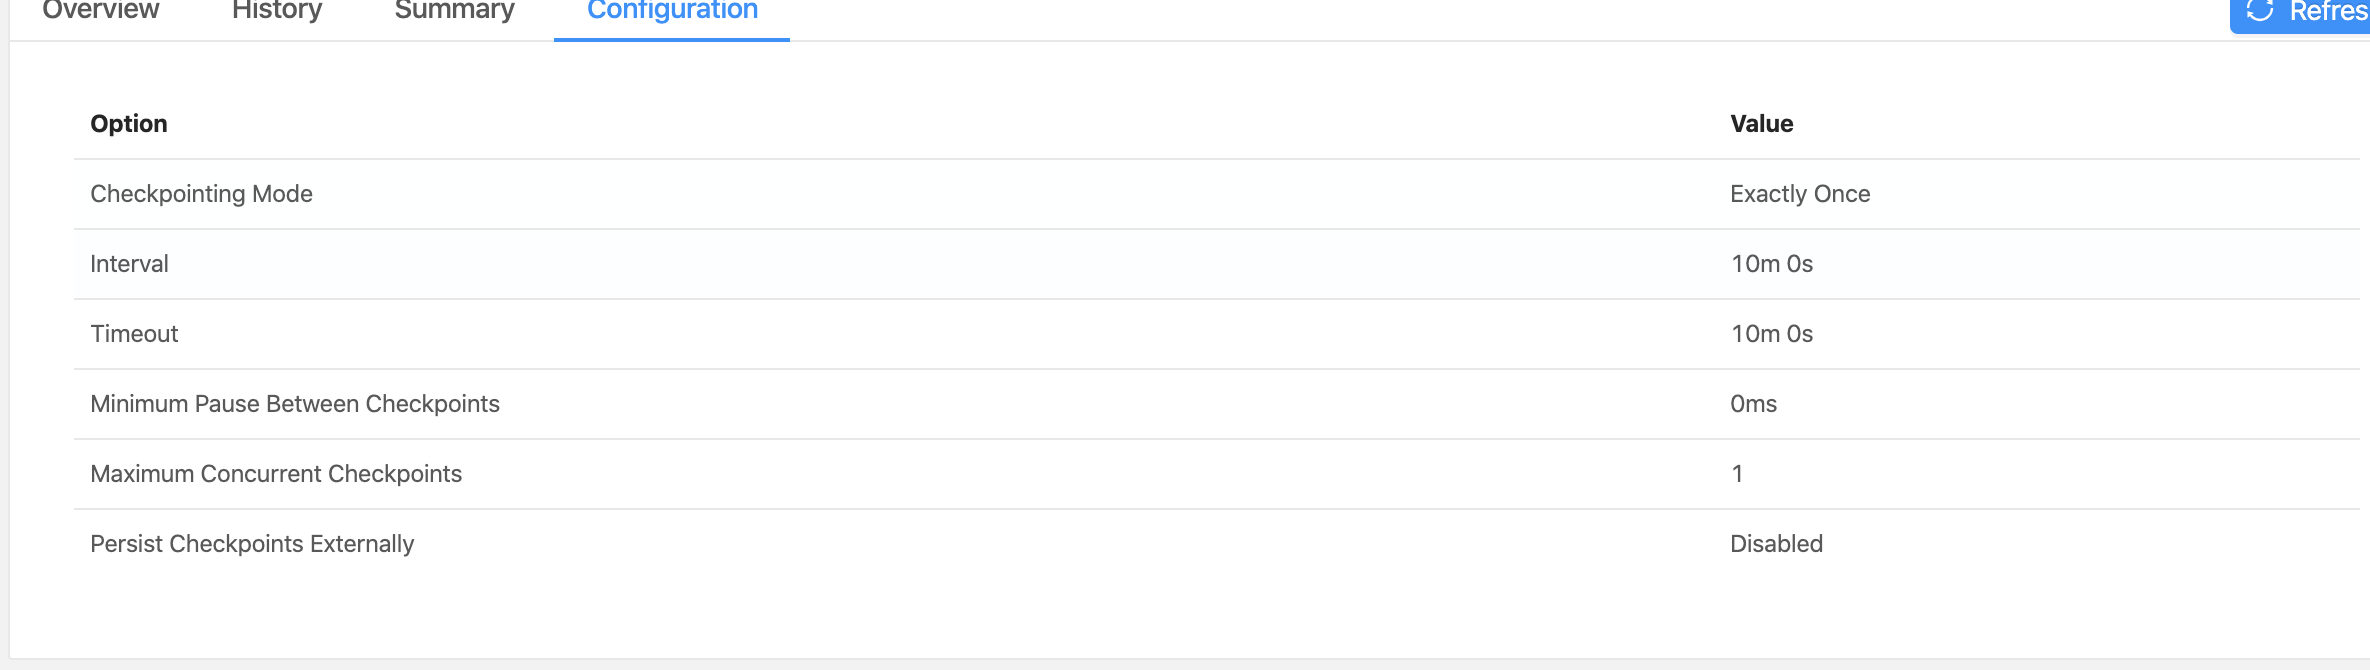 Overview History Summary Configuration Refres
Option Value
Checkpointing Mode Exactly Once
Interval 10m 0s
Timeout 10m 0s
Minimum Pause Between Checkpoints 0ms
Maximum Concurrent Checkpoints 1
Persist Checkpoints Externally Disabled